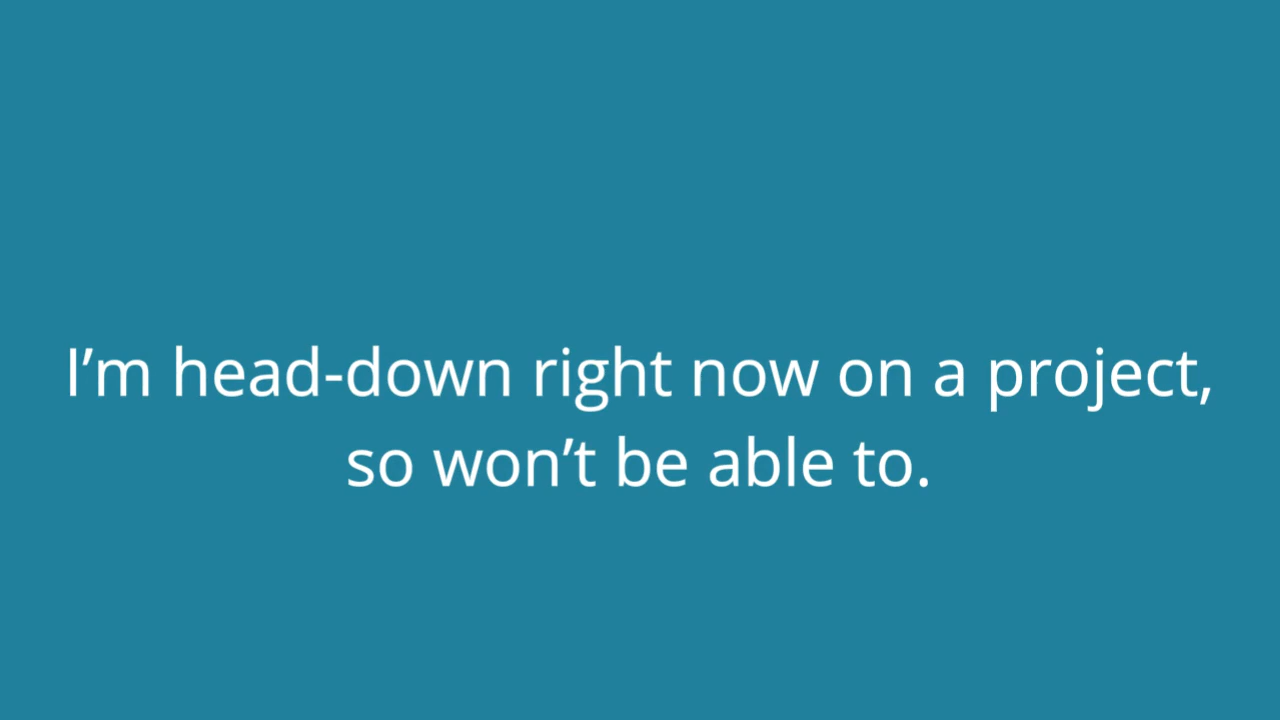 I’m head-down right now on a project,
so won’t be able to.